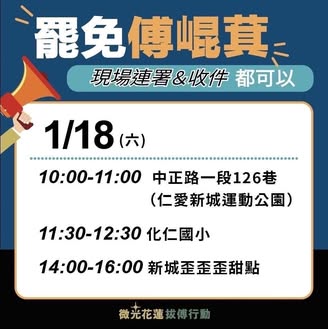 罷免傅崐萁
現場連署&收件 都可以
1/18 (六)
10:00-11:00 中正路一段126巷
（仁愛新城運動公園）
11:30-12:30 化仁國小
14:00-16:00 新城歪歪歪甜點
微光花蓮拔傅行動